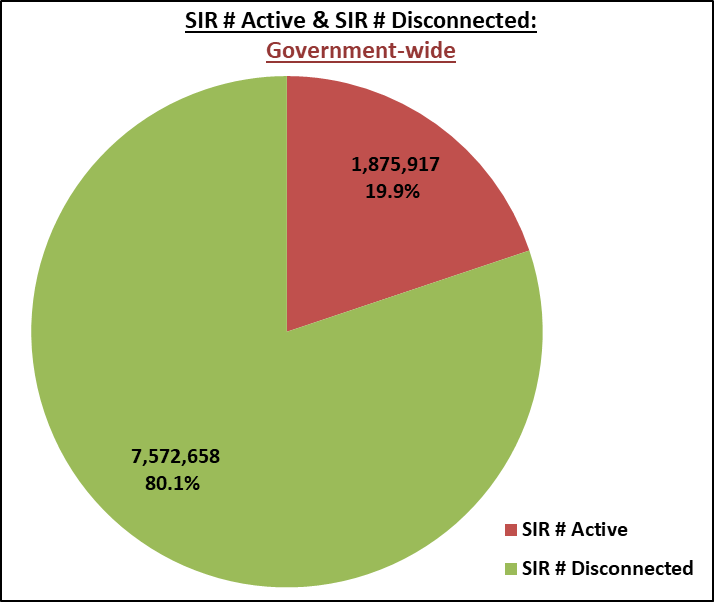 SIR # Active & SIR # Disconnected:
Government-wide
1,875,917
19.9%
7,572,658
80.1%
SIR # Active
SIR # Disconnected